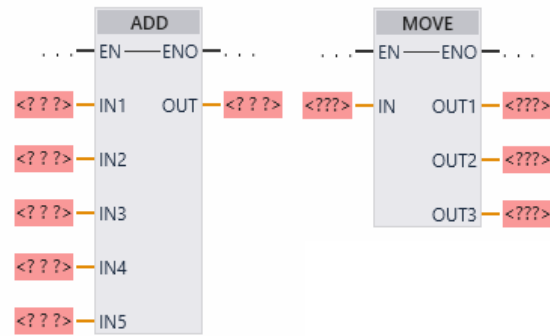 ADD
. . . EN ENO . . .
<???> IN1 OUT <???>
<???> IN2
<???> IN3
<???> IN4
<???> IN5
MOVE
. . . EN ENO . . .
<???> IN OUT1 <???>
OUT2 <???>
OUT3 <???>